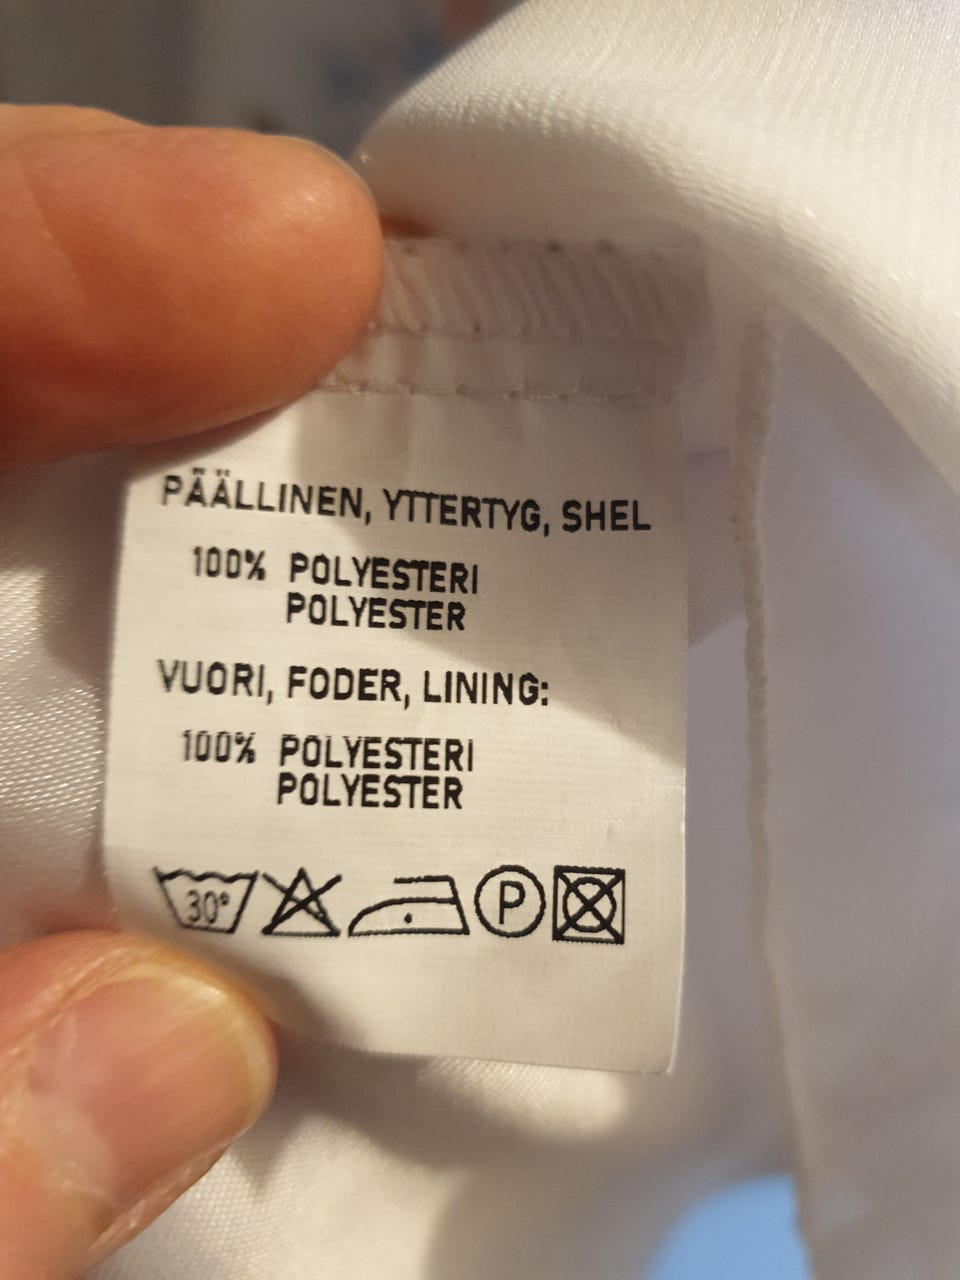 PÄÄLLINEN, YTTERTYG, SHEL
100% POLYESTERI
POLYESTER
VUORI, FODER, LINING:
100% POLYESTERI
POLYESTER
30° P